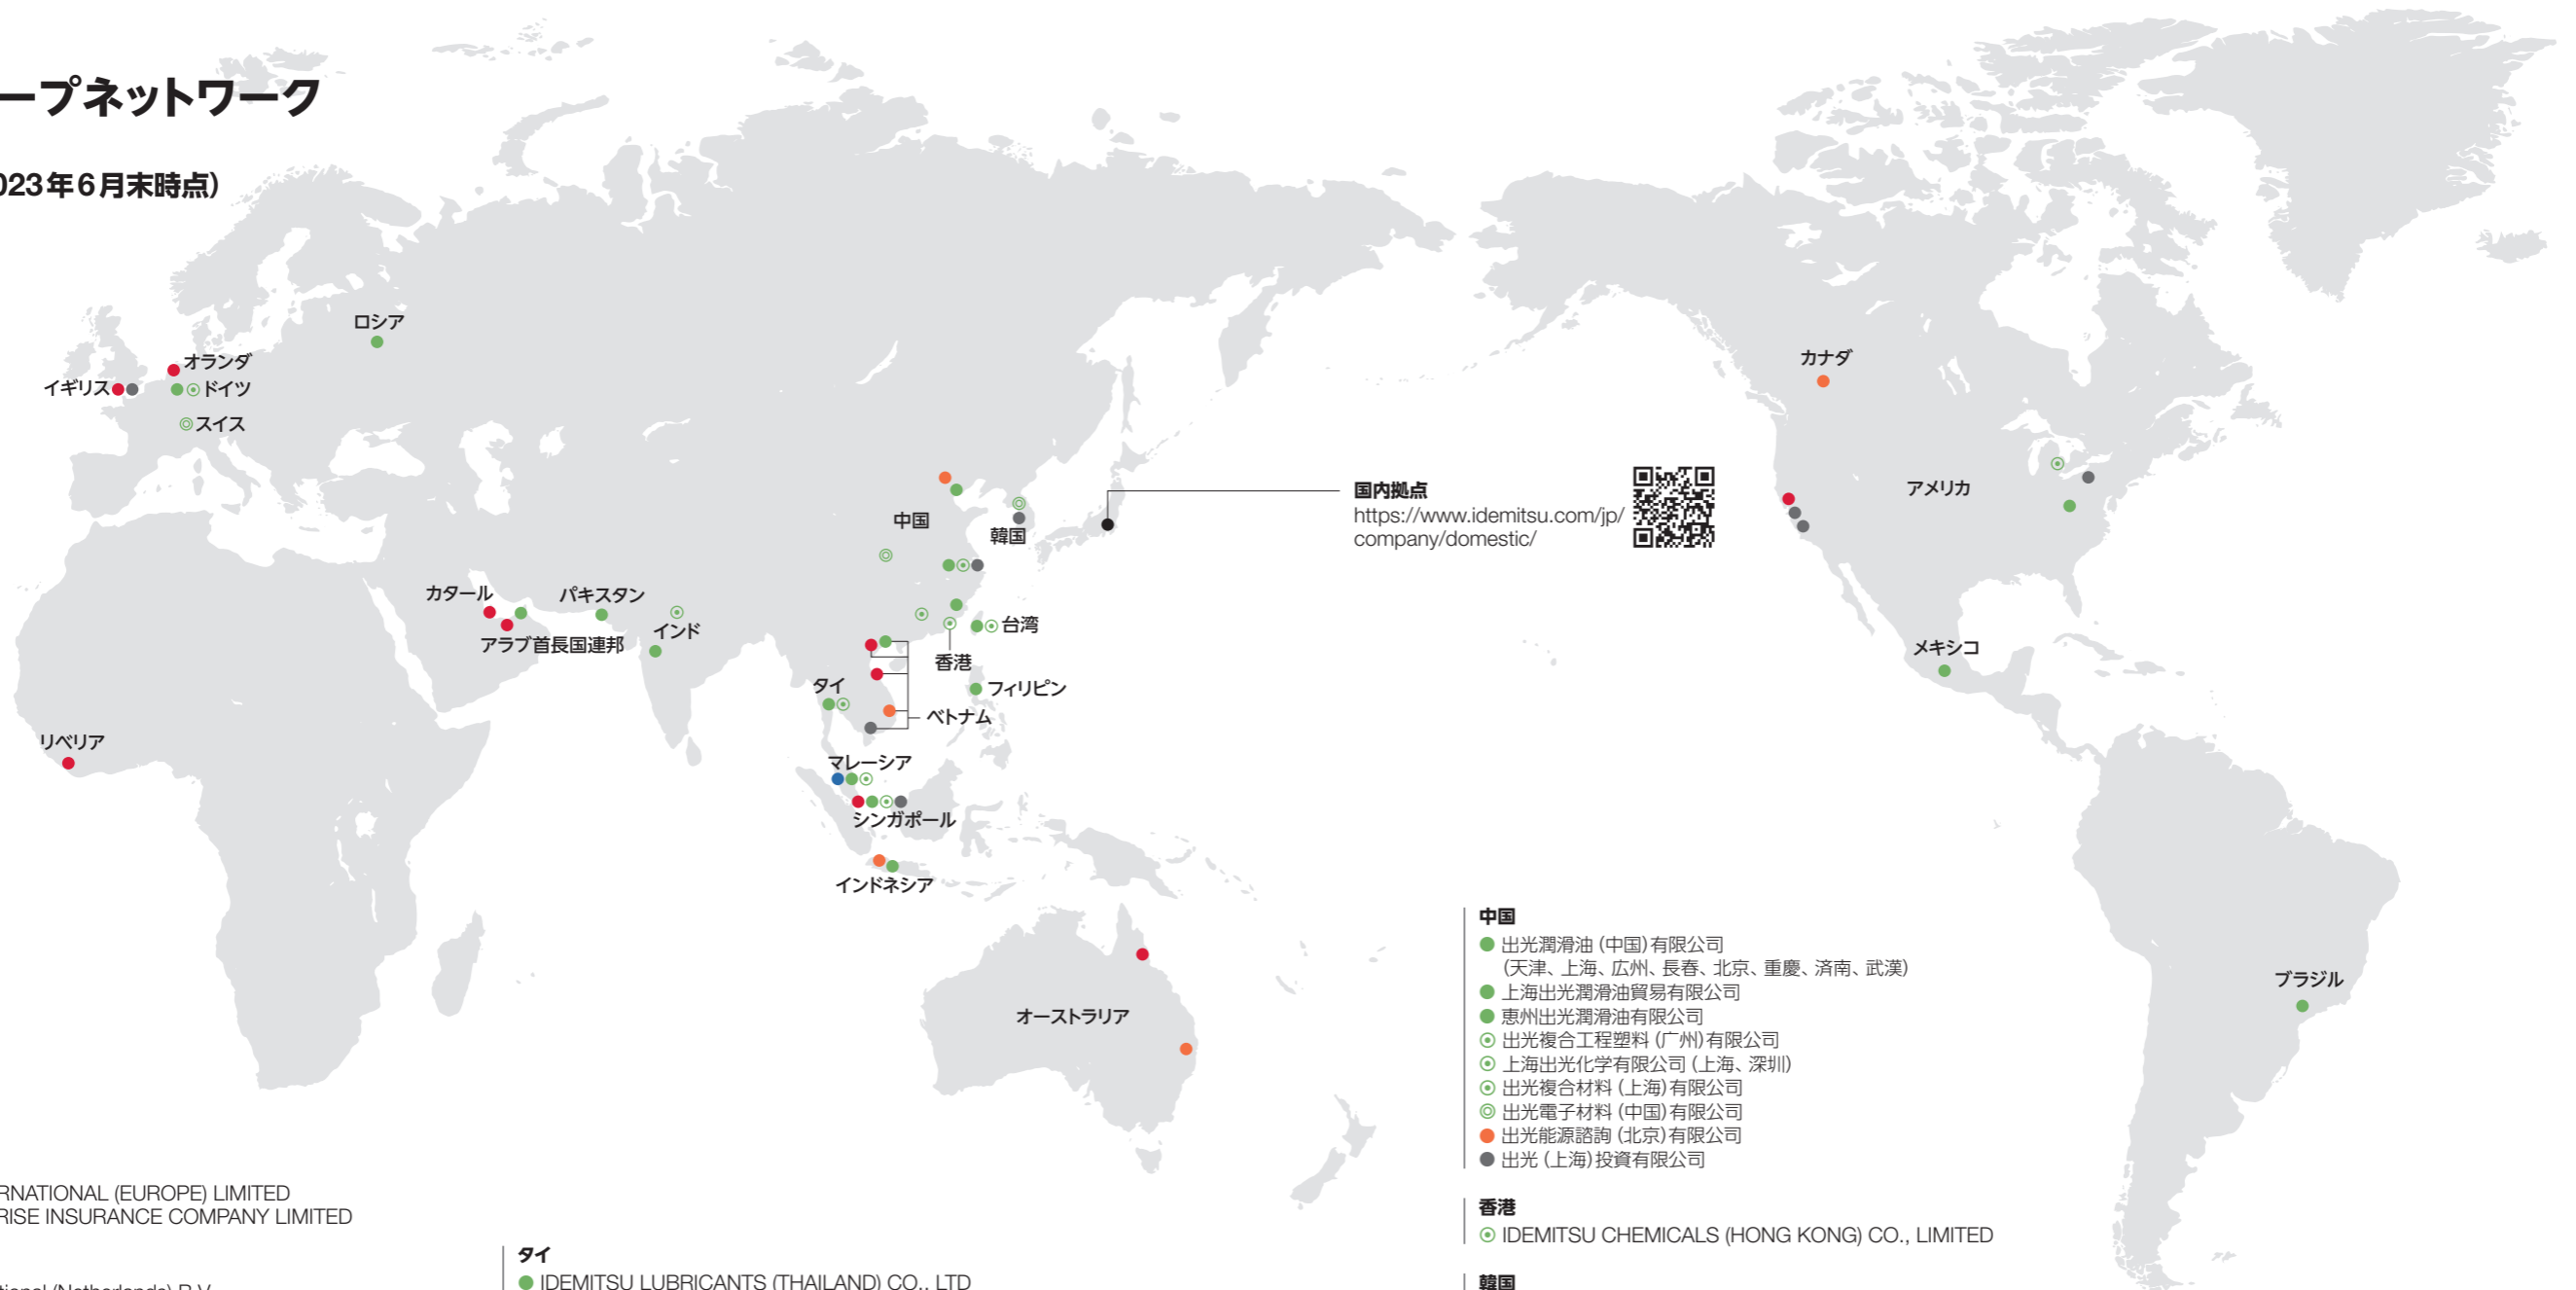 ープネットワーク
023年6月末時点)
ロシア
オランダ
イギリス
ドイツ
スイス
カナダ
アメリカ
中国
韓国
国内拠点
https://www.idemitsu.com/jp/
company/domestic/
カタール
パキスタン
インド
アラブ首長国連邦
台湾
香港
タイ
フィリピン
ベトナム
メキシコ
リベリア
マレーシア
シンガポール
インドネシア
オーストラリア
ブラジル
中国
出光潤滑油(中国)有限公司
(天津、上海、広州、長春、北京、重慶、済南、武漢)
上海出光潤滑油貿易有限公司
恵州出光潤滑油有限公司
出光複合工程塑料(广州)有限公司
上海出光化学有限公司(上海、深圳)
出光複合材料(上海)有限公司
出光電子材料(中国)有限公司
出光能源諮詢(北京)有限公司
出光(上海)投資有限公司
香港
IDEMITSU CHEMICALS (HONG KONG) CO., LIMITED
韓国
RNATIONAL (EUROPE) LIMITED
RISE INSURANCE COMPANY LIMITED
tional (Netherlands) B.V.
タイ
IDEMITSU LUBRICANTS (THAILAND) CO., LTD